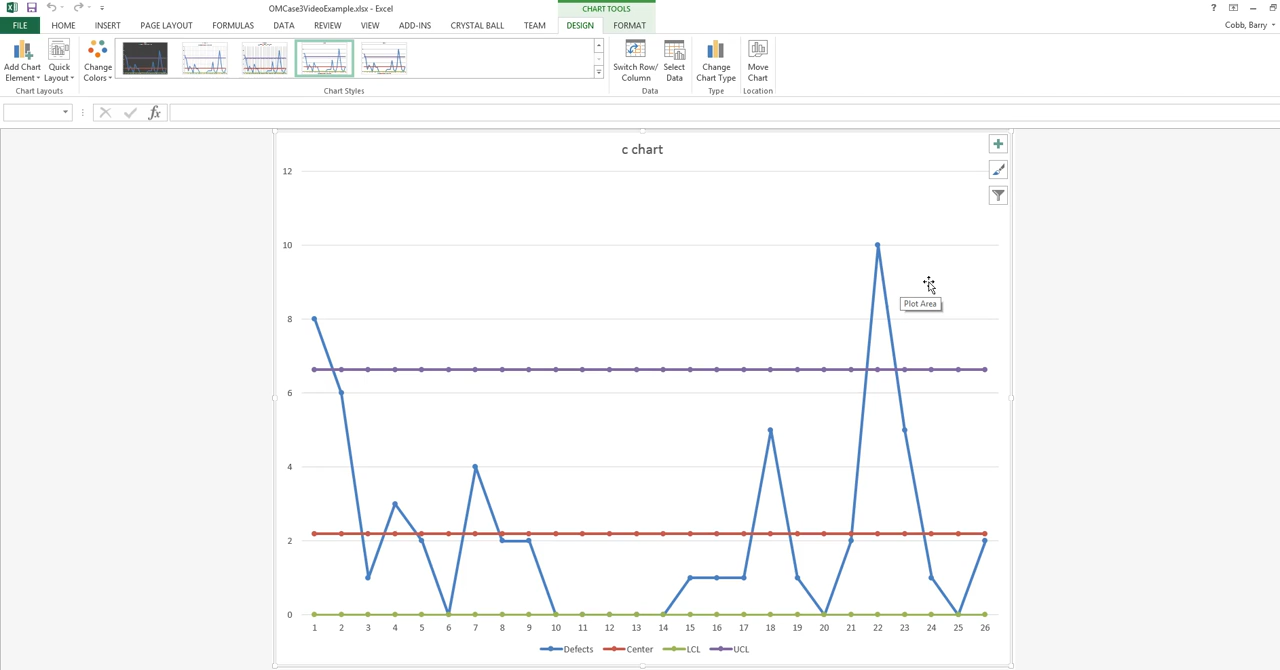 OMCase3VideoExample.xlsx - Excel
CHART TOOLS
?
FILE HOME INSERT PAGE LAYOUT FORMULAS DATA REVIEW VIEW ADD-INS CRYSTAL BALL TEAM DESIGN FORMAT
Cobb, Barry
Add Chart Element
Quick Layout
Change Colors
Switch Row/ Column
Select Data
Change Chart Type
Move Chart
Chart Layouts
Chart Styles
Data
Type
Location
fx
c chart
12
10
8
6
4
2
0
Plot Area
1 2 3 4 5 6 7 8 9 10 11 12 13 14 15 16 17 18 19 20 21 22 23 24 25 26
Defects Center LCL UCL